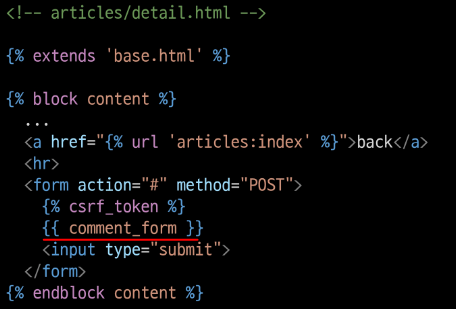 <!-- articles/detail.html -->
{% extends 'base.html' %}
{% block content %}
...
<a href="{% url 'articles:index' %}">back</a>
<hr>
<form action="#" method="POST">
{% csrf_token %}
{{ comment_form }}
<input type="submit">
</form>
{% endblock content %}